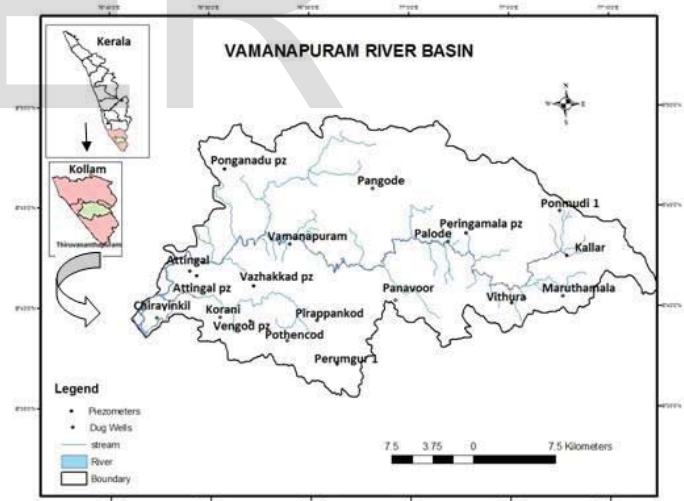 Kerala
VAMANAPURAM RIVER BASIN
N
W
E
S
Kollam
Thiruvananthapuram
Ponganadu pz
Pangode
Ponmudi 1
Peringamala pz
Palode
Vamanapuram
Kallar
Attingal
Attingal pz
Vazhakkad pz
Panavoor
Vithura
Maruthamala
Chirayinkil
Korani
Vengod pz
Pirappankod
Pothencod
Perumgur 1
Legend
Piezometers
Dug Wells
stream
River
Boundary
7.5 3.75 0 7.5 Kilometers